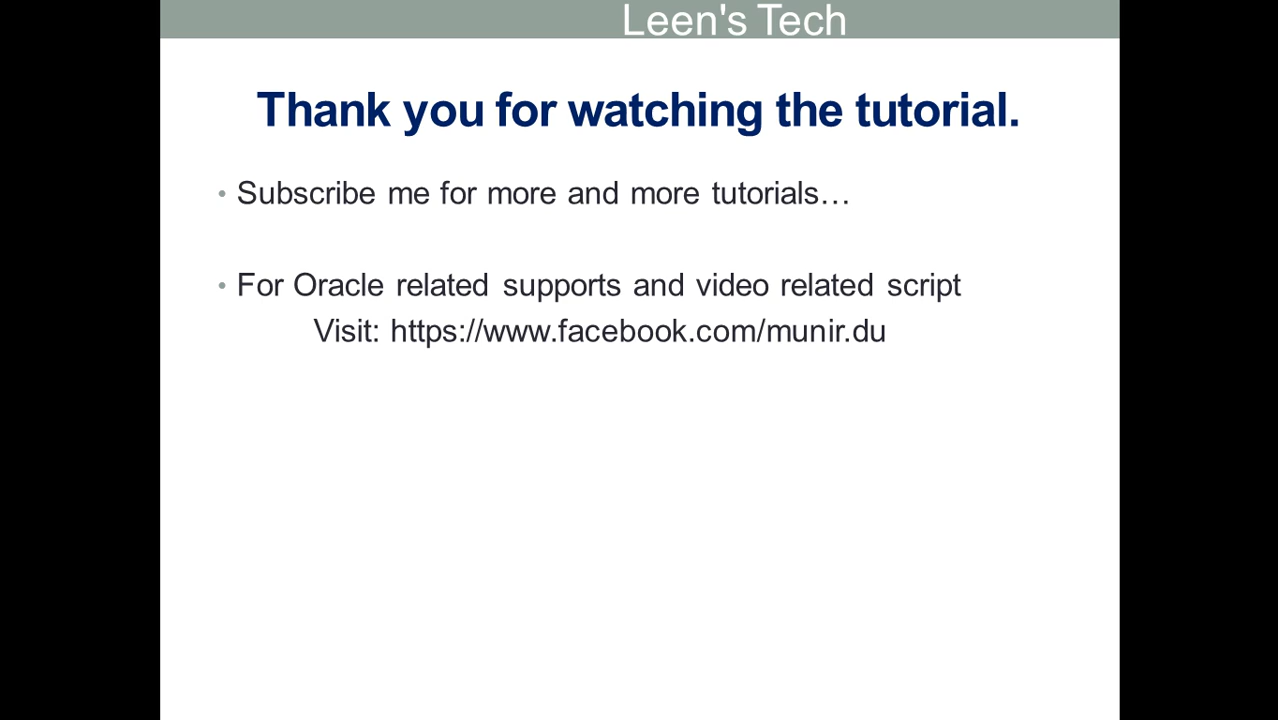 Leen's Tech
Thank you for watching the tutorial.
• Subscribe me for more and more tutorials…
• For Oracle related supports and video related script
Visit: https://www.facebook.com/munir.du